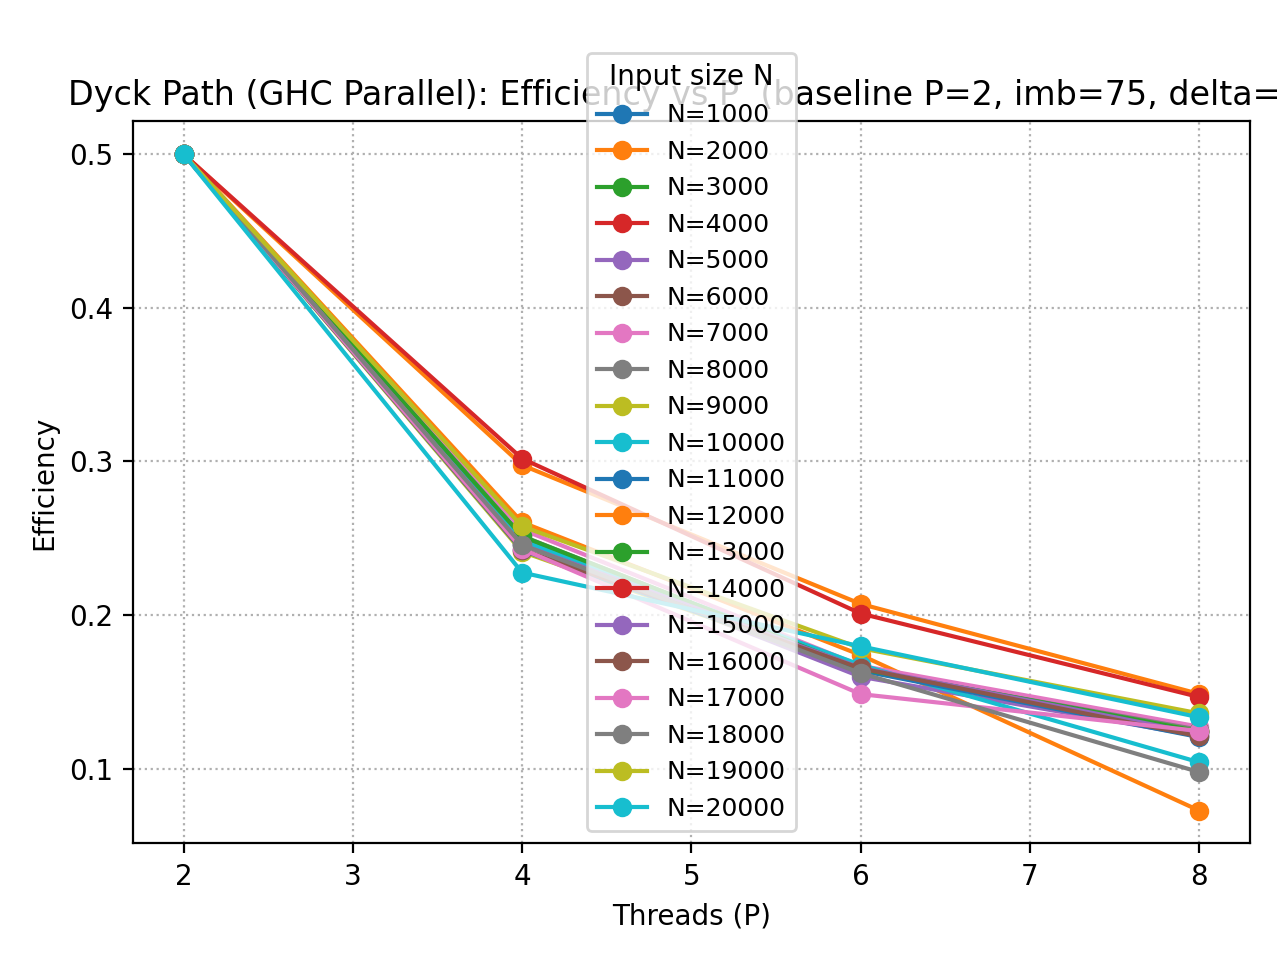 Dyck Path (GHC Parallel): Efficiency vs P (baseline P=2, imb=75, delta=
Input size N
N=1000
N=2000
N=3000
N=4000
N=5000
N=6000
N=7000
N=8000
N=9000
N=10000
N=11000
N=12000
N=13000
N=14000
N=15000
N=16000
N=17000
N=18000
N=19000
N=20000
0.5
0.4
0.3
0.2
0.1
Efficiency
2 3 4 5 6 7 8
Threads (P)